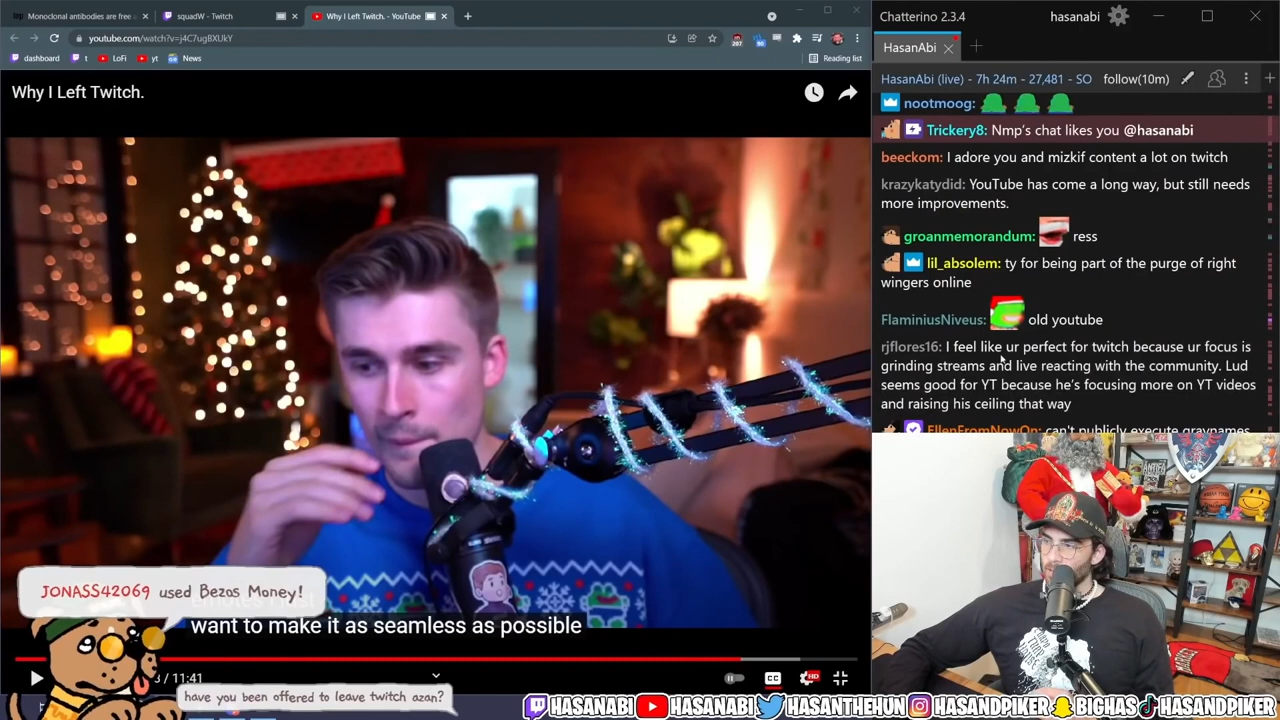 Monoclonal antibodies are free
squadW - Twitch
Why I Left Twitch. - YouTube
youtube.com/watch?v=j4C7ugBXUkY
dashboard
t
LoFi
yt
News
Reading list
Why I Left Twitch.
want to make it as seamless as possible
JONASS42069 used Bezos Money!
have you been offered to leave twitch azan?
/ 11:41
HD
Chatterino 2.3.4
hasanabi
HasanAbi
HasanAbi (live) - 7h 24m - 27,481 - SO
follow(10m)
nootmoog:
Trickery8: Nmp's chat likes you @hasanabi
beeckom: I adore you and mizkif content a lot on twitch
krazykatydid: YouTube has come a long way, but still needs
more improvements.
groanmemorandum: ress
lil_absolem: ty for being part of the purge of right
wingers online
FlaminiusNiveus: old youtube
rjflores16: I feel like ur perfect for twitch because ur focus is
grinding streams and live reacting with the community. Lud
seems good for YT because he's focusing more on YT videos
and raising his ceiling that way
EllenFromNowOn: can't publicly execute graynames
HASANABI
HASANABI
HASANTHEHUN
HASANDPIKER
BIGHAS
HASANDPIKER